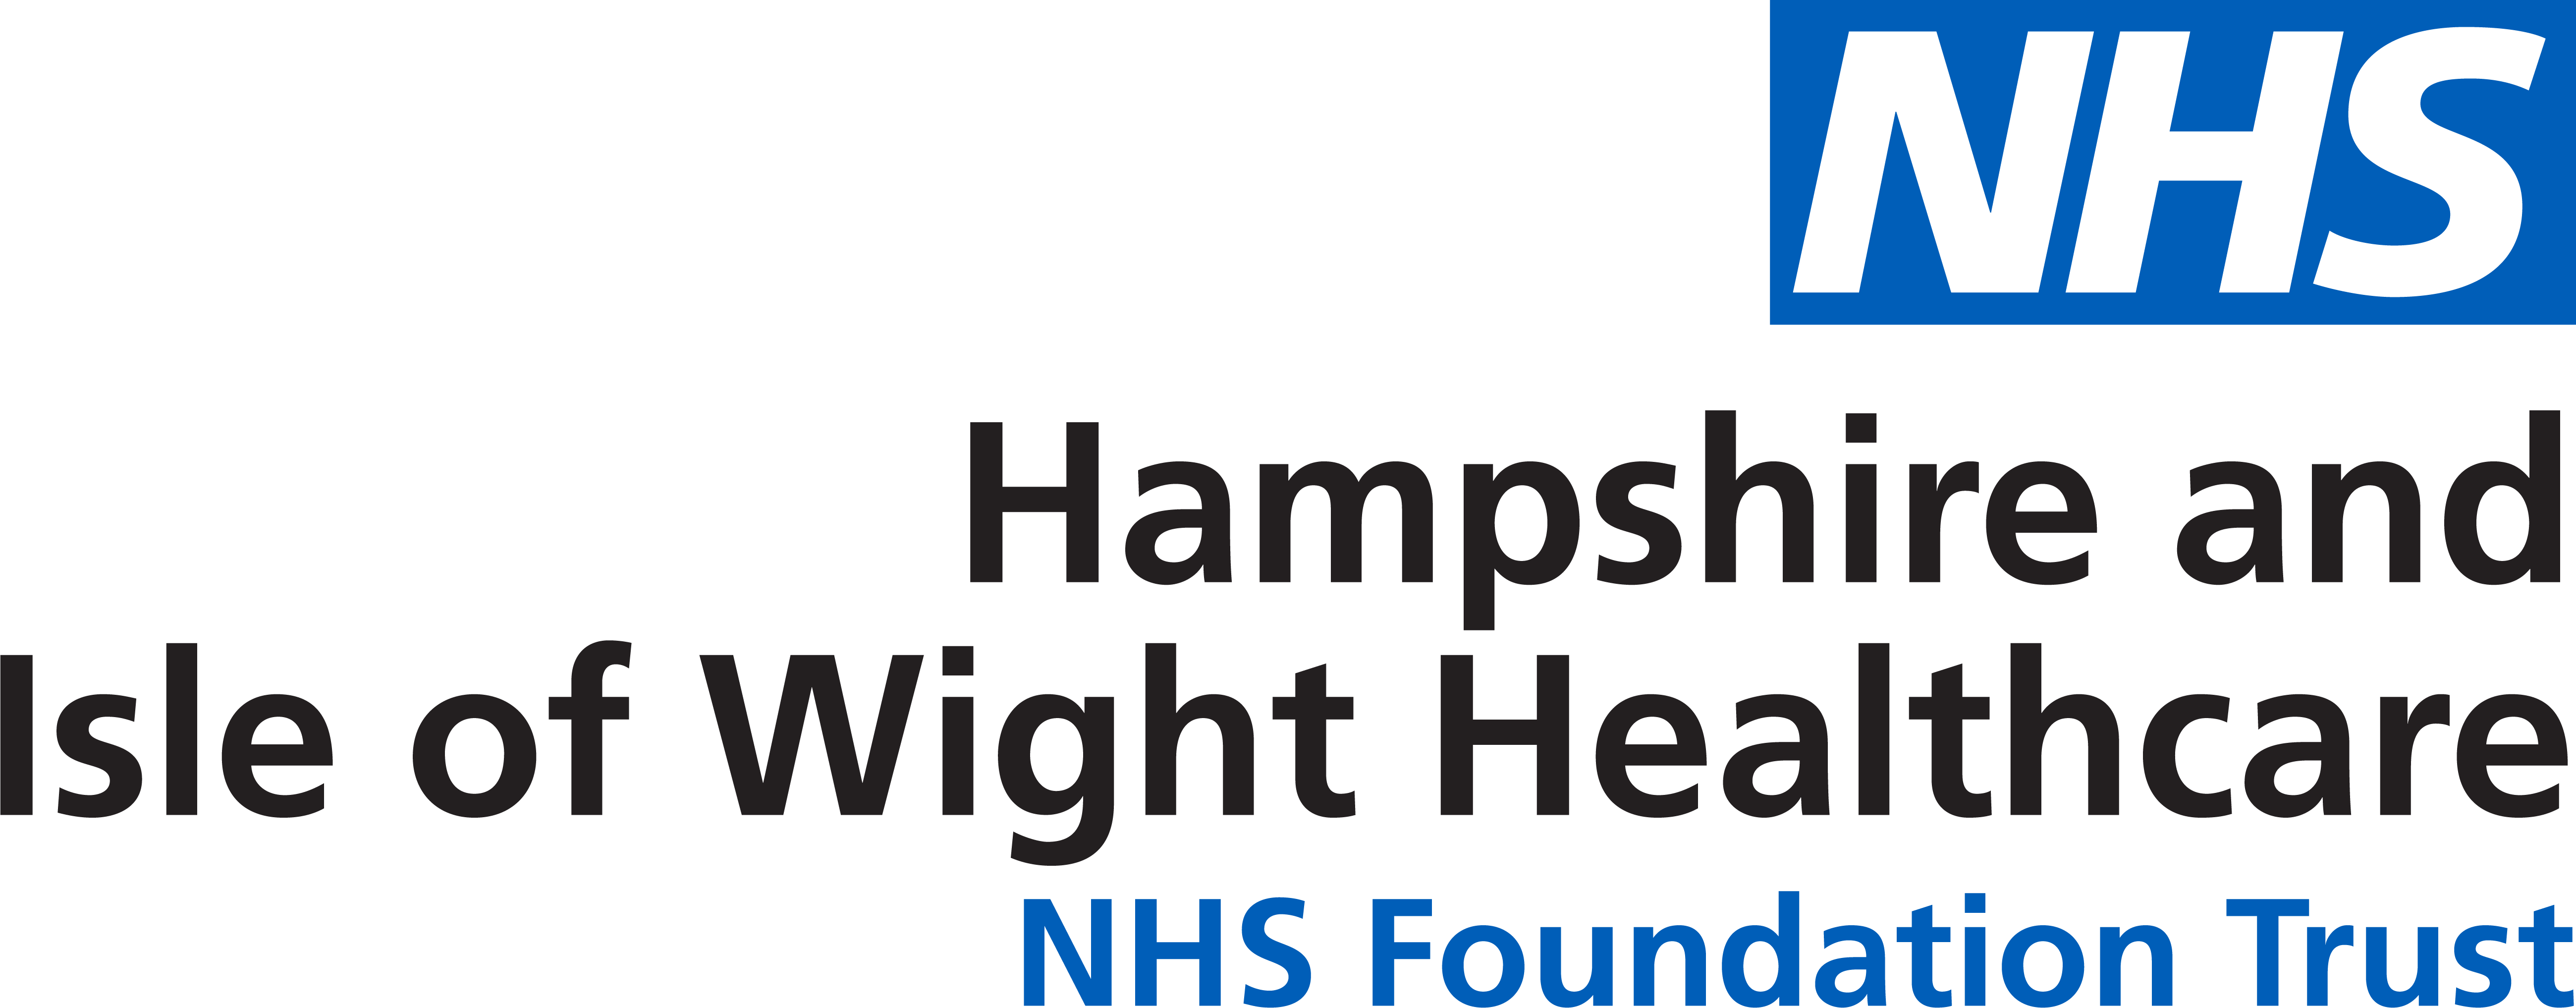 NHS
Hampshire and
Isle of Wight Healthcare
NHS Foundation Trust